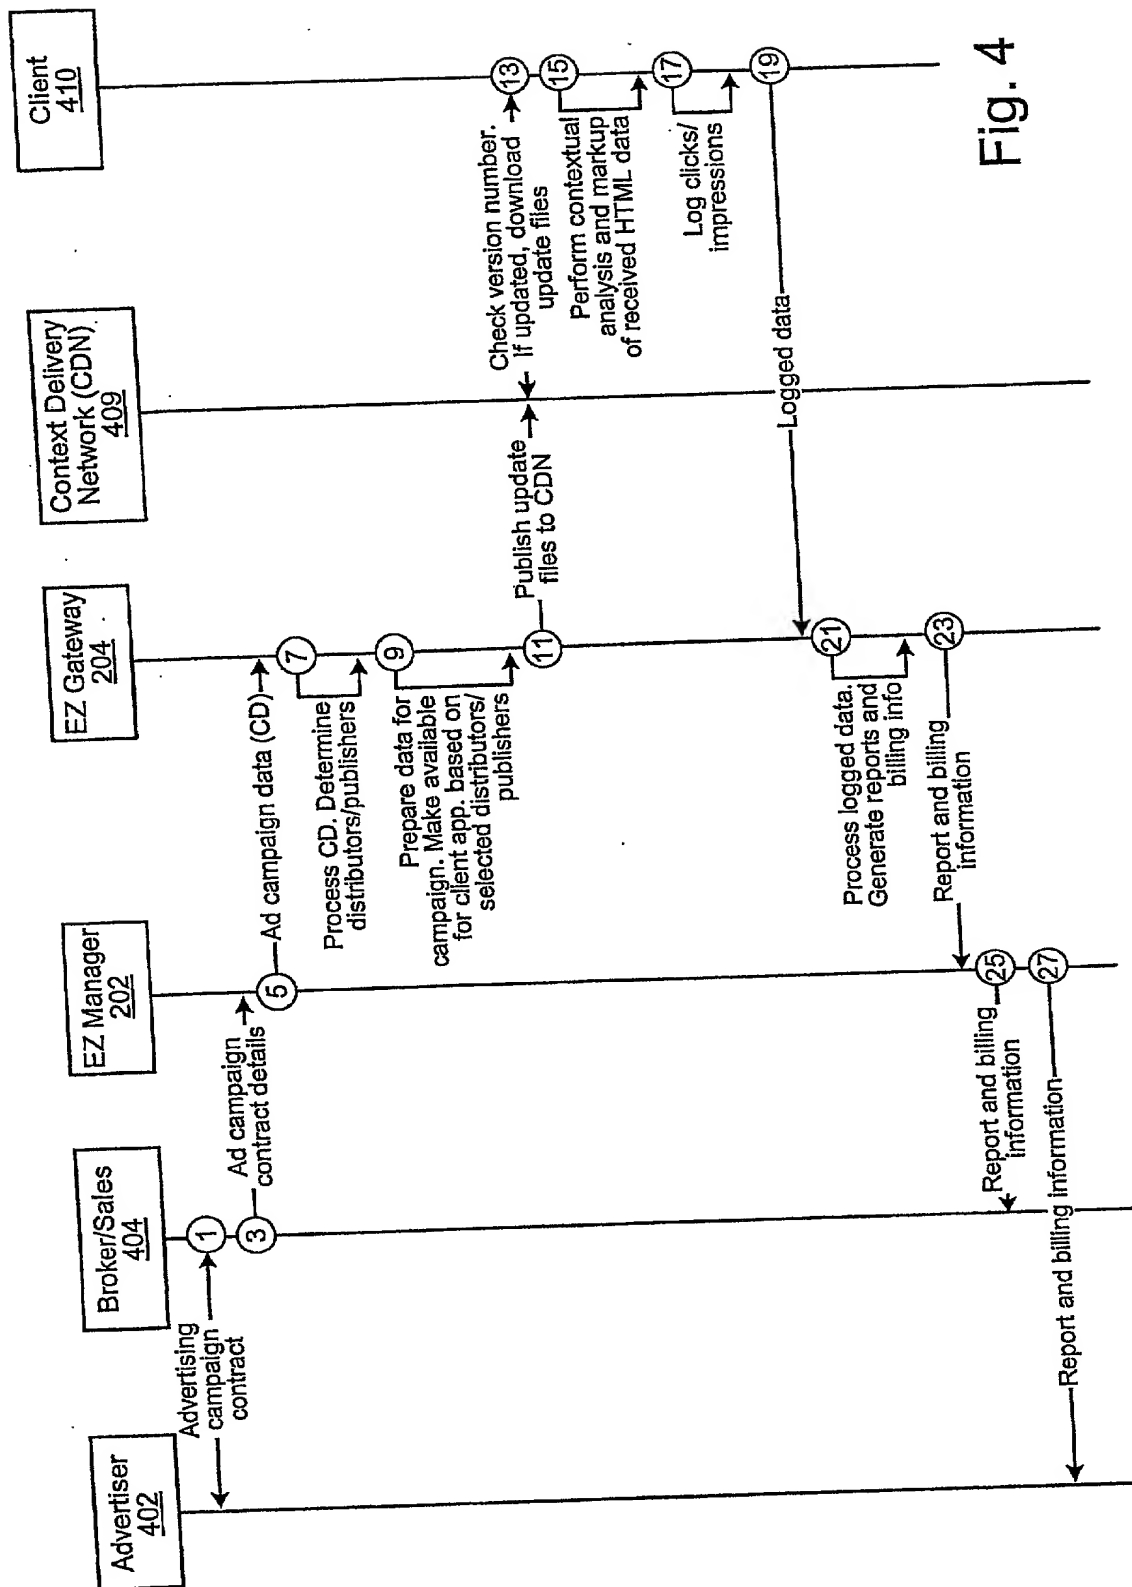 Advertiser
402
Broker/Sales
404
EZ Manager
202
EZ Gateway
204
Context Delivery
Network (CDN)
409
Client
410
Advertising
campaign
contract
1
3
Ad campaign
contract details
5
Ad campaign data (CD)
7
Process CD. Determine
distributors/publishers
9
Prepare data for
campaign. Make available
for client app. based on
selected distributors/
publishers
11
Publish update
files to CDN
Check version number.
If updated, download
update files
13
15
Perform contextual
analysis and markup
of received HTML data
17
Log clicks/
impressions
19
Logged data
21
Process logged data.
Generate reports and
billing info
23
Report and billing
information
25
Report and billing
information
27
Report and billing information
Fig. 4